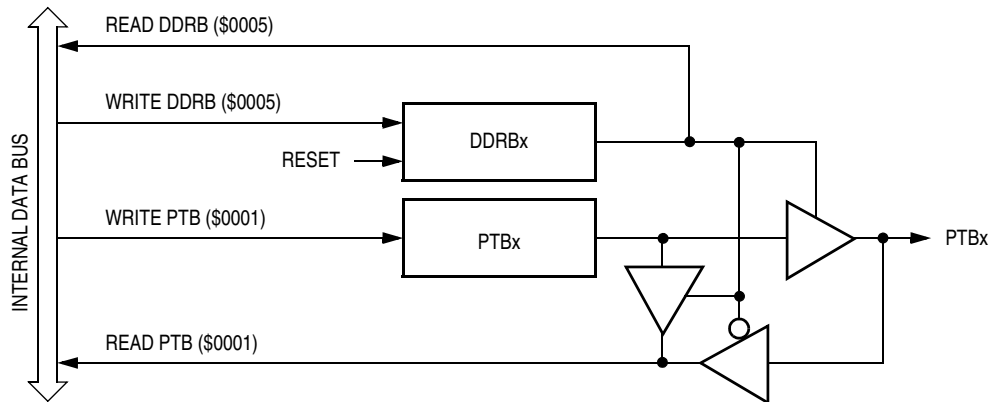 READ DDRB ($0005)
WRITE DDRB ($0005)
DDRBx
RESET
INTERNAL DATA BUS
WRITE PTB ($0001)
PTBx
PTBx
READ PTB ($0001)